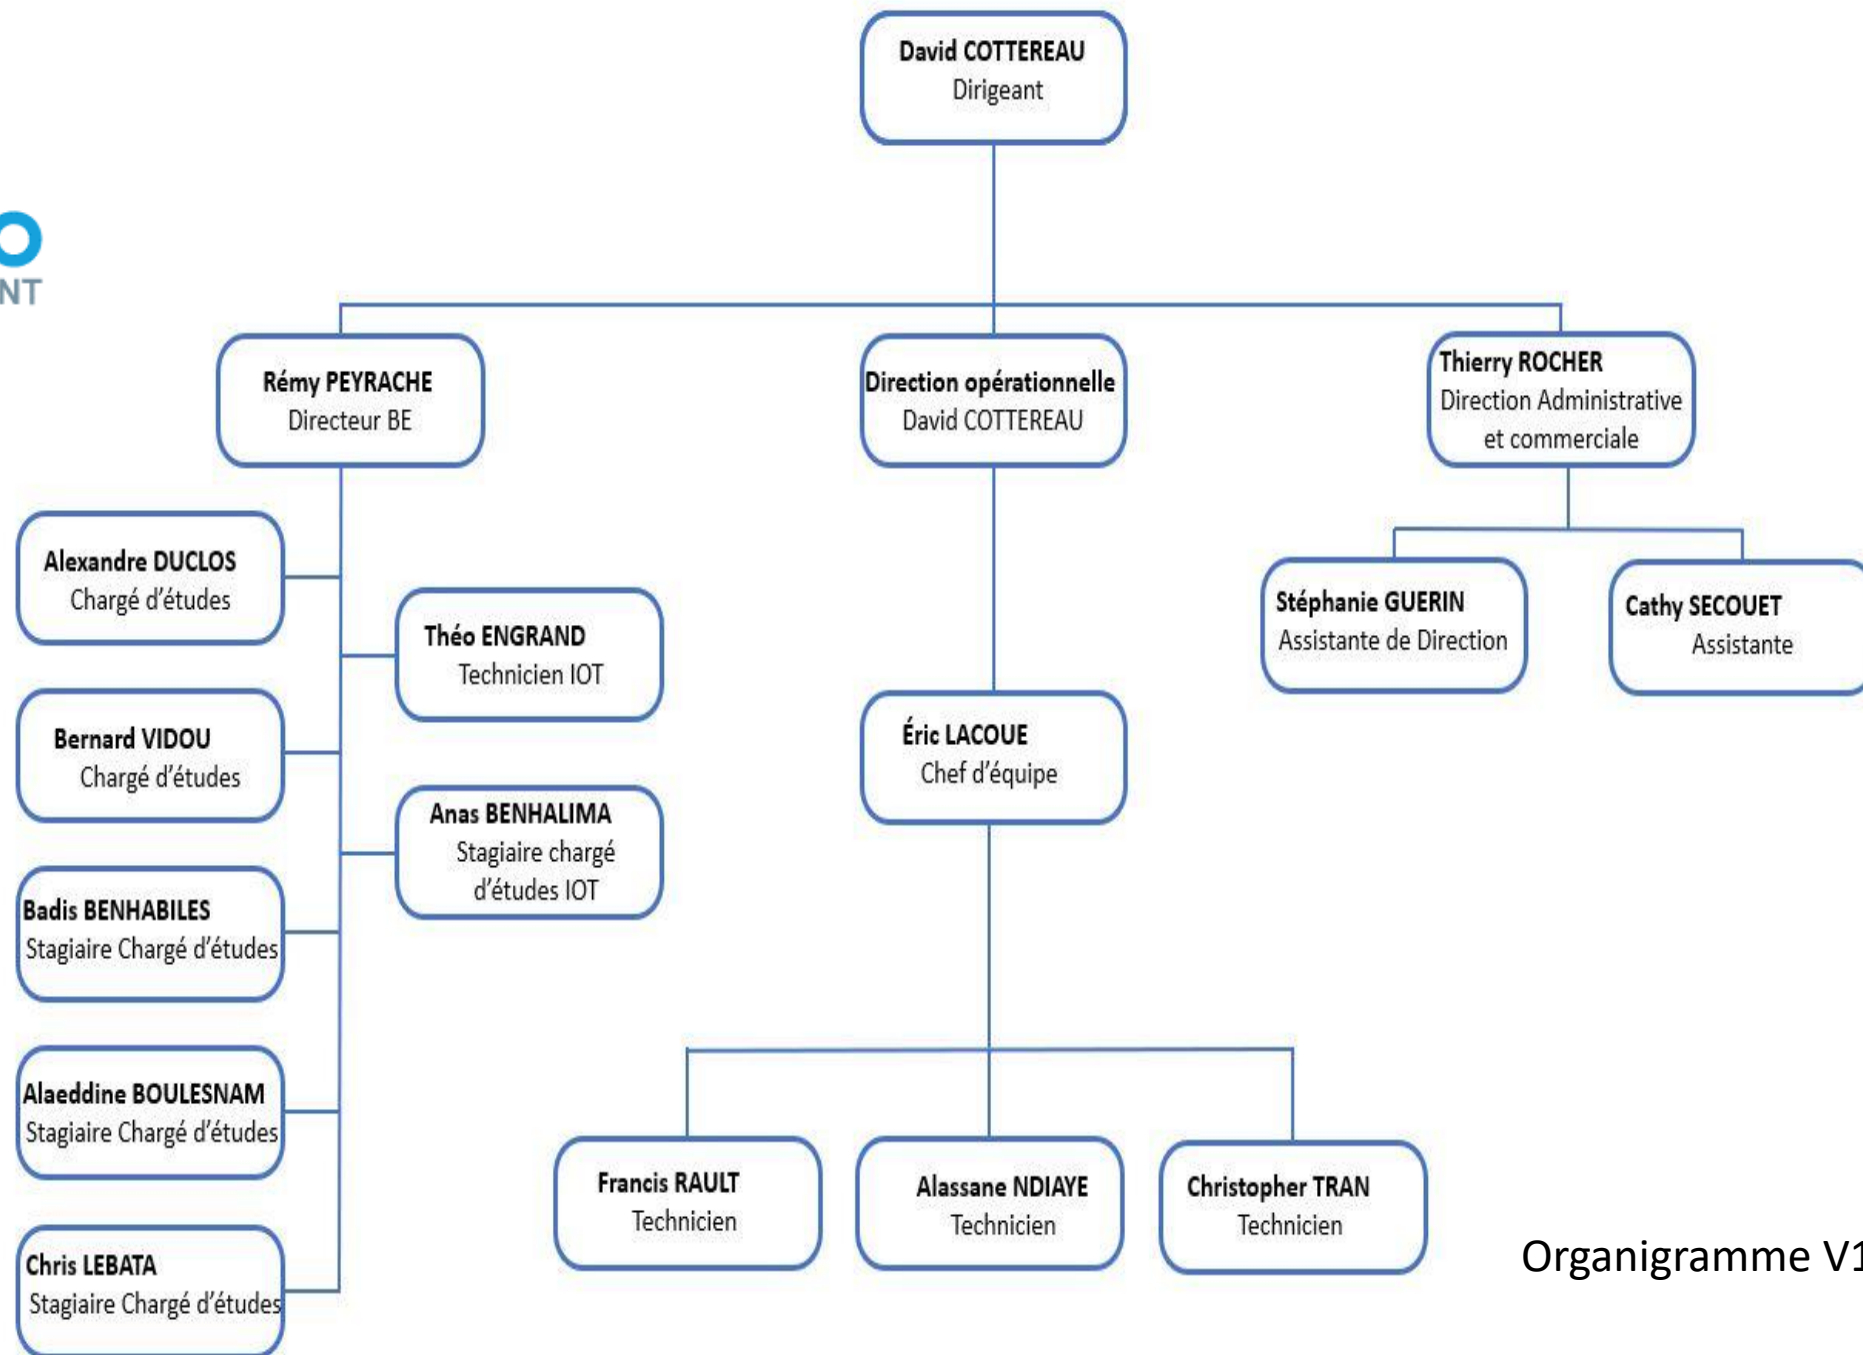 David COTTEREAU
Dirigeant
NT
Rémy PEYRACHE
Directeur BE
Direction opérationnelle
David COTTEREAU
Thierry ROCHER
Direction Administrative
et commerciale
Alexandre DUCLOS
Chargé d'études
Théo ENGRAND
Technicien IOT
Stéphanie GUERIN
Assistante de Direction
Cathy SECOUET
Assistante
Bernard VIDOU
Chargé d'études
Anas BENHALIMA
Stagiaire chargé
d'études IOT
Éric LACOUE
Chef d'équipe
Badis BENHABILES
Stagiaire Chargé d'études
Alaeddine BOULESNAM
Stagiaire Chargé d'études
Chris LEBATA
Stagiaire Chargé d'études
Francis RAULT
Technicien
Alassane NDIAYE
Technicien
Christopher TRAN
Technicien
Organigramme V1